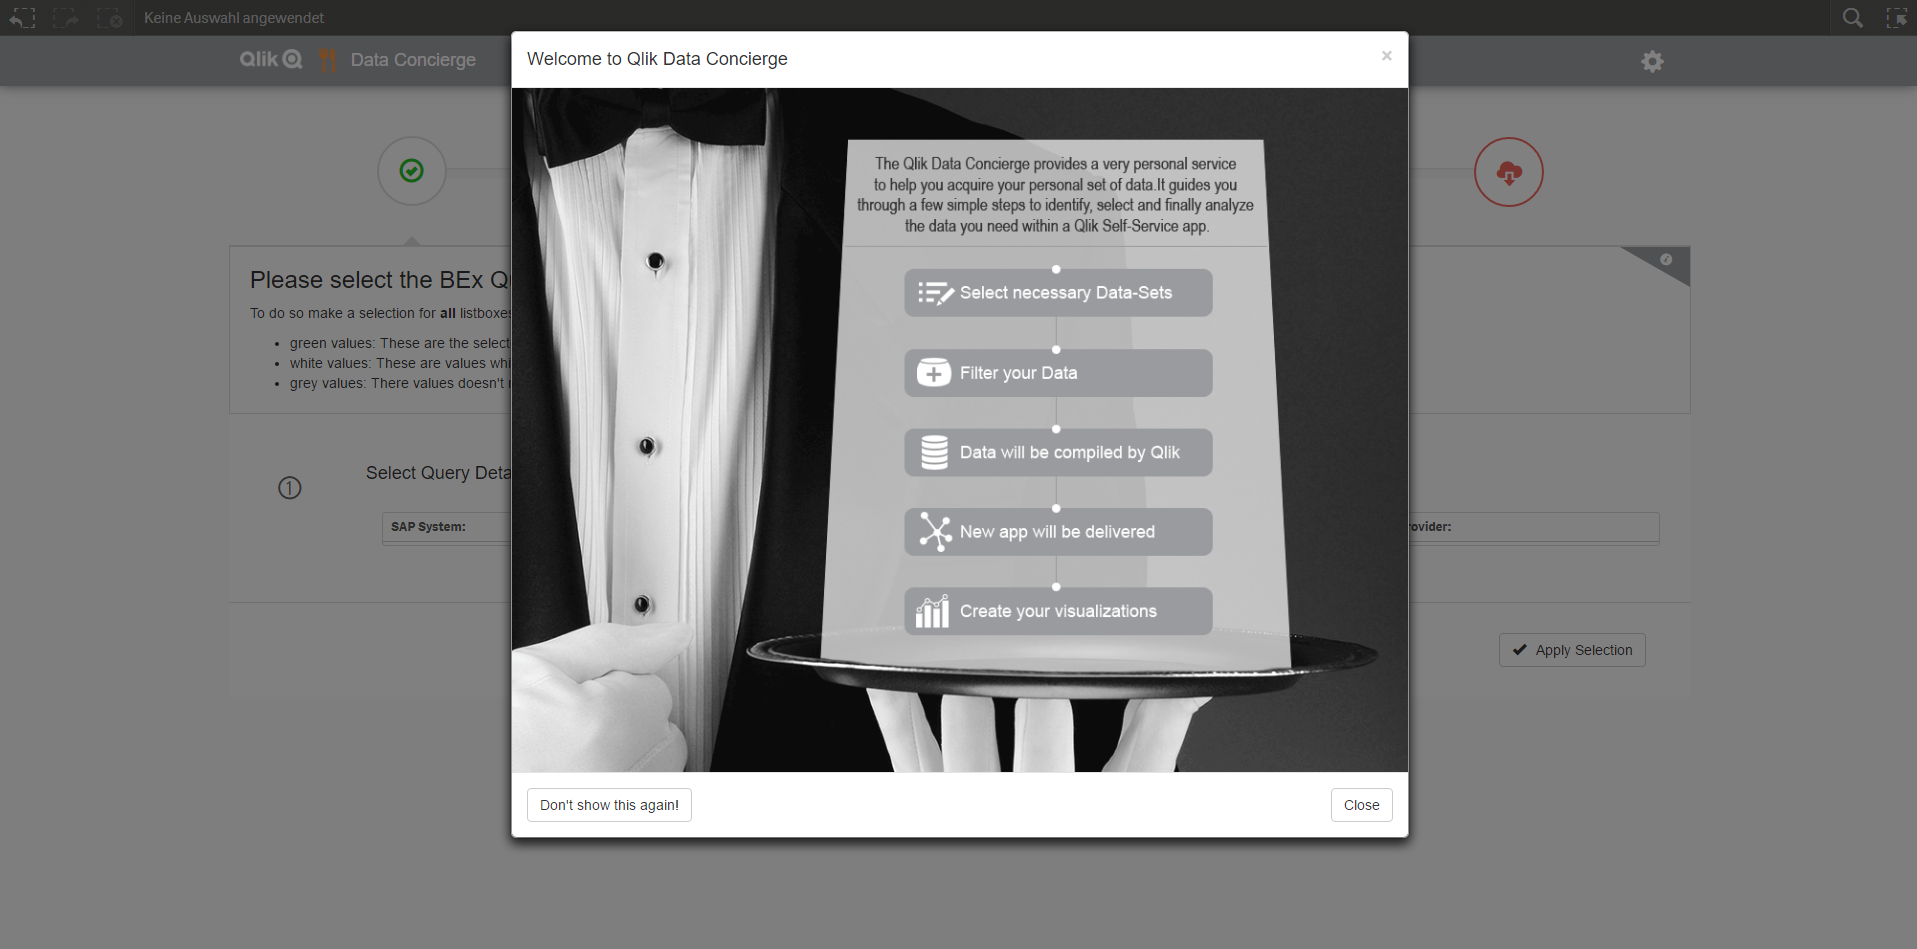 Keine Auswahl angewendet
Qlik
Data Concierge
Welcome to Qlik Data Concierge
×
The Qlik Data Concierge provides a very personal service
to help you acquire your personal set of data.It guides you
through a few simple steps to identify, select and finally analyze
the data you need within a Qlik Self-Service app.
Select necessary Data-Sets
Filter your Data
Data will be compiled by Qlik
New app will be delivered
Create your visualizations
Don't show this again!
Close
Please select the BEx
To do so make a selection for all listboxes
• green values: These are the select
• white values: These are values whi
• grey values: There values doesn't
1
Select Query Deta
SAP System:
ovider:
Apply Selection